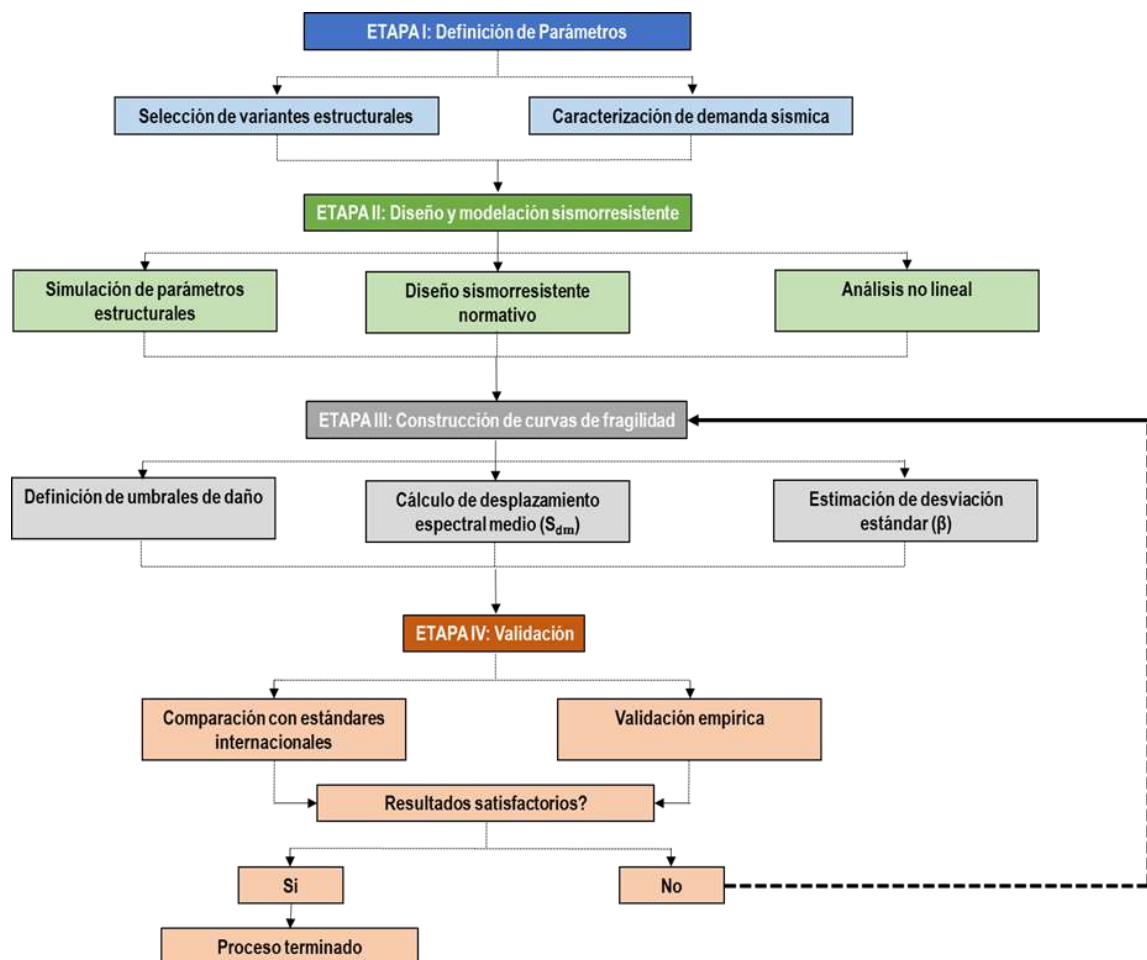 ETAPA I: Definición de Parámetros
Selección de variantes estructurales
Caracterización de demanda sísmica
ETAPA II: Diseño y modelación sismorresistente
Simulación de parámetros
estructurales
Diseño sismorresistente
normativo
Análisis no lineal
ETAPA III: Construcción de curvas de fragilidad
Definición de umbrales de daño
Cálculo de desplazamiento
espectral medio (Sdm)
Estimación de desviación
estándar (β)
ETAPA IV: Validación
Comparación con estándares
internacionales
Validación empírica
Resultados satisfactorios?
Si
No
Proceso terminado